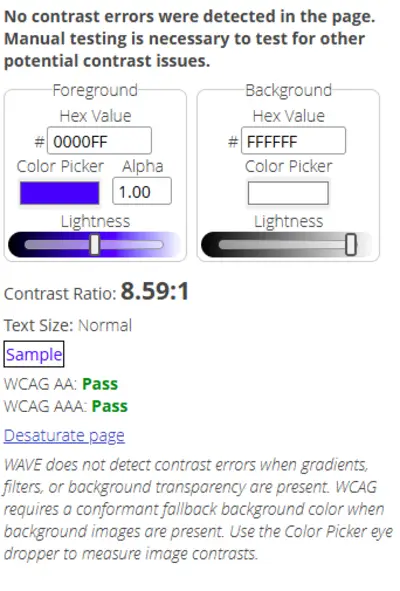 No contrast errors were detected in the page.
Manual testing is necessary to test for other
potential contrast issues.
Foreground
Hex Value
# 0000FF
Color Picker Alpha
1.00
Lightness
Background
Hex Value
# FFFFFF
Color Picker
Lightness
Contrast Ratio: 8.59:1
Text Size: Normal
Sample
WCAG AA: Pass
WCAG AAA: Pass
Desaturate page
WAVE does not detect contrast errors when gradients,
filters, or background transparency are present. WCAG
requires a conformant fallback background color when
background images are present. Use the Color Picker eye
dropper to measure image contrasts.